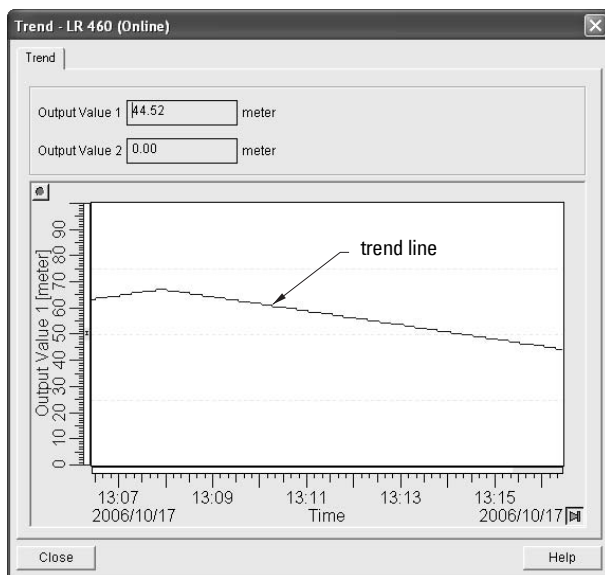 Trend - LR 460 (Online)
Trend
Output Value 1 44.52 meter
Output Value 2 0.00 meter
trend line
Output Value 1 [meter]
90
80
70
60
50
40
30
20
10
0
13:07 13:09 13:11 13:13 13:15
2006/10/17 Time 2006/10/17
Close Help